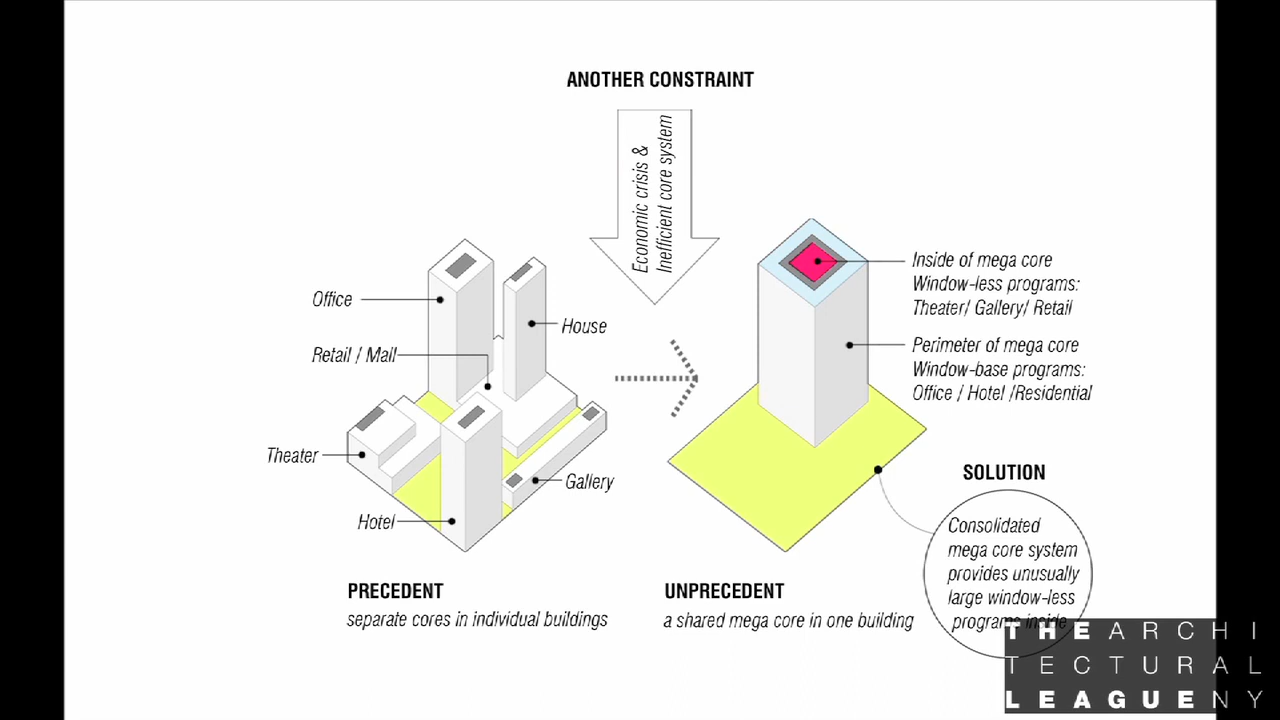 ANOTHER CONSTRAINT
Economic crisis &
Inefficient core system
Office
House
Retail / Mall
Theater
Gallery
Hotel
PRECEDENT
separate cores in individual buildings
Inside of mega core
Window-less programs:
Theater/ Gallery/ Retail
Perimeter of mega core
Window-base programs:
Office / Hotel /Residential
SOLUTION
Consolidated
mega core system
provides unusually
large window-less
programs inside
UNPRECEDENT
a shared mega core in one building
THE ARCHI
TECTURAL
LEAGUE NY